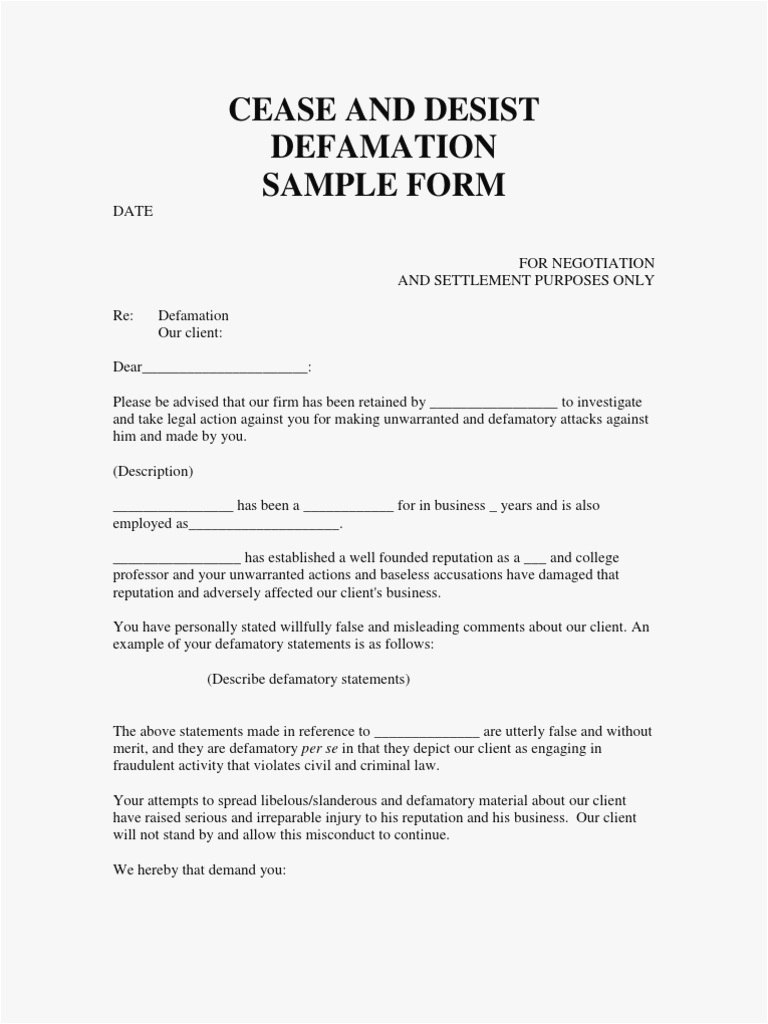 CEASE AND DESIST
DEFAMATION
SAMPLE FORM
DATE
FOR NEGOTIATION
AND SETTLEMENT PURPOSES ONLY
Re: Defamation
Our client:
Dear______________________:
Please be advised that our firm has been retained by _________________ to investigate
and take legal action against you for making unwarranted and defamatory attacks against
him and made by you.
(Description)
________________ has been a ____________ for in business _ years and is also
employed as____________________.
_________________ has established a well founded reputation as a ___ and college
professor and your unwarranted actions and baseless accusations have damaged that
reputation and adversely affected our client's business.
You have personally stated willfully false and misleading comments about our client. An
example of your defamatory statements is as follows:
(Describe defamatory statements)
The above statements made in reference to ______________ are utterly false and without
merit, and they are defamatory per se in that they depict our client as engaging in
fraudulent activity that violates civil and criminal law.
Your attempts to spread libelous/slanderous and defamatory material about our client
have raised serious and irreparable injury to his reputation and his business. Our client
will not stand by and allow this misconduct to continue.
We hereby that demand you: